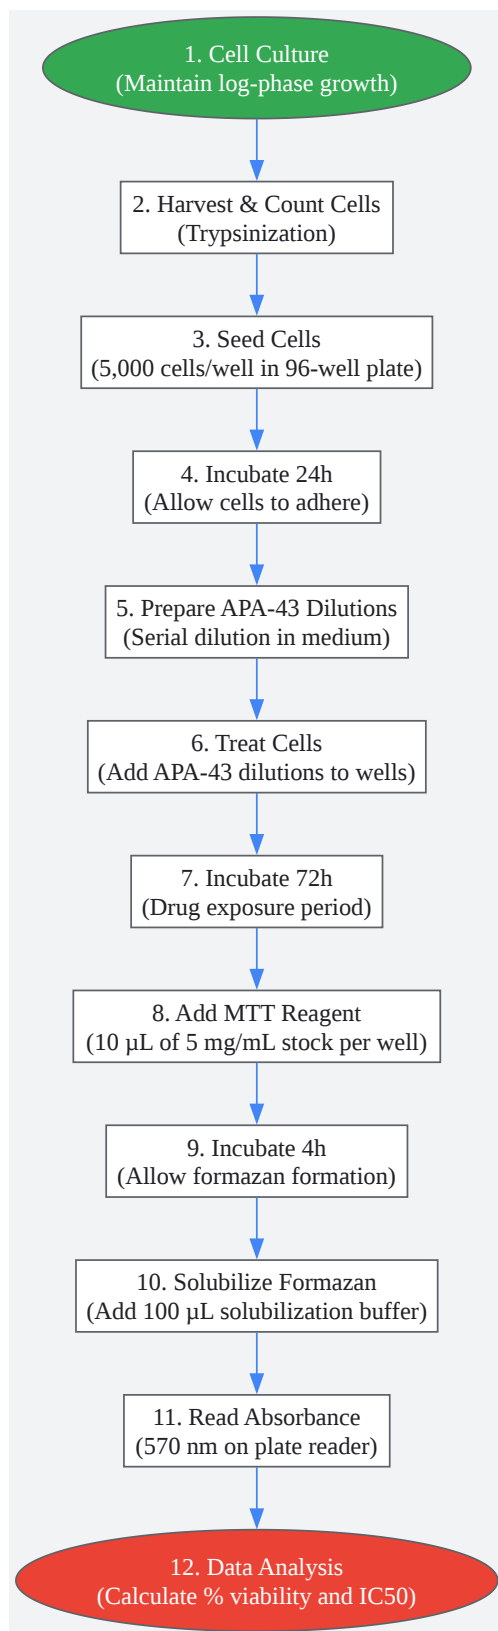 1. Cell Culture
(Maintain log-phase growth)
2. Harvest & Count Cells
(Trypsinization)
3. Seed Cells
(5,000 cells/well in 96-well plate)
4. Incubate 24h
(Allow cells to adhere)
5. Prepare APA-43 Dilutions
(Serial dilution in medium)
6. Treat Cells
(Add APA-43 dilutions to wells)
7. Incubate 72h
(Drug exposure period)
8. Add MTT Reagent
(10 µL of 5 mg/mL stock per well)
9. Incubate 4h
(Allow formazan formation)
10. Solubilize Formazan
(Add 100 µL solubilization buffer)
11. Read Absorbance
(570 nm on plate reader)
12. Data Analysis
(Calculate % viability and IC50)